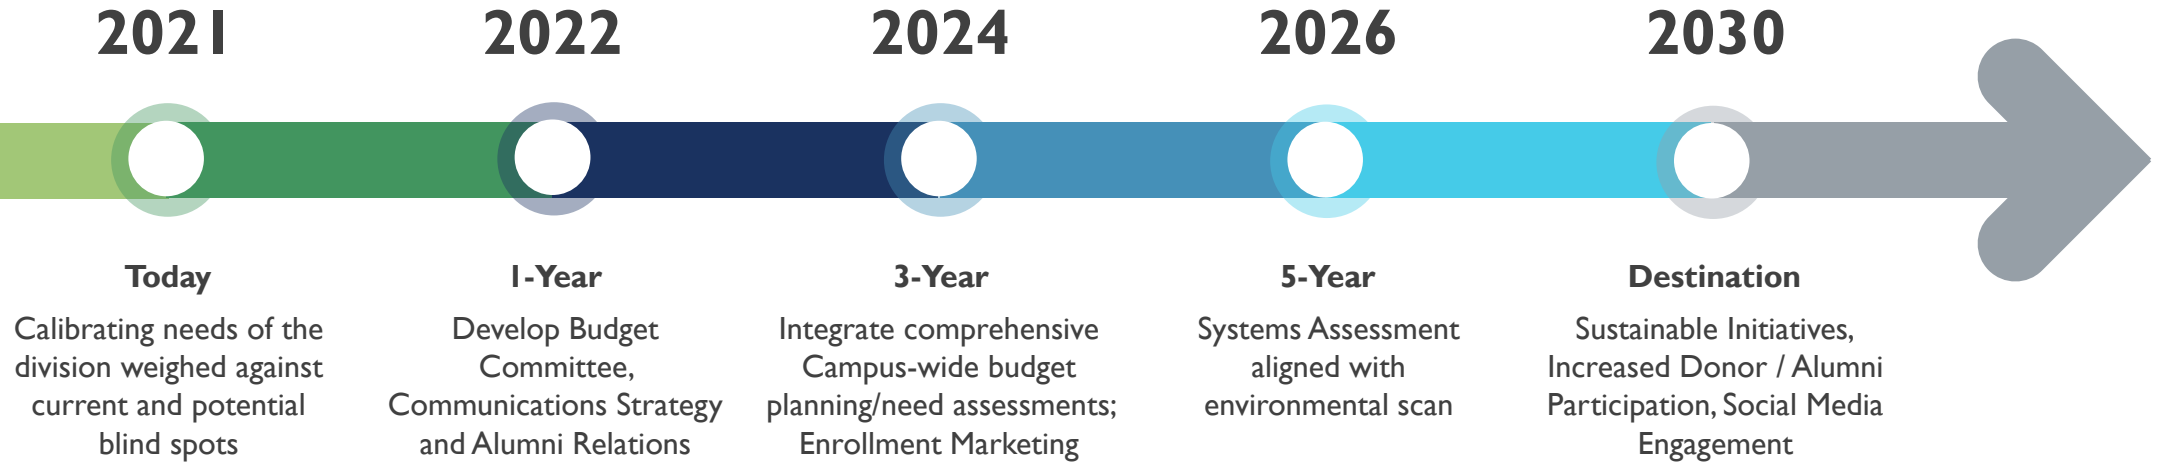 2021
2022
2024
2026
2030
Today
Calibrating needs of the
division weighed against
current and potential
blind spots
1-Year
Develop Budget
Committee,
Communications Strategy
and Alumni Relations
3-Year
Integrate comprehensive
Campus-wide budget
planning/need assessments;
Enrollment Marketing
5-Year
Systems Assessment
aligned with
environmental scan
Destination
Sustainable Initiatives,
Increased Donor / Alumni
Participation, Social Media
Engagement